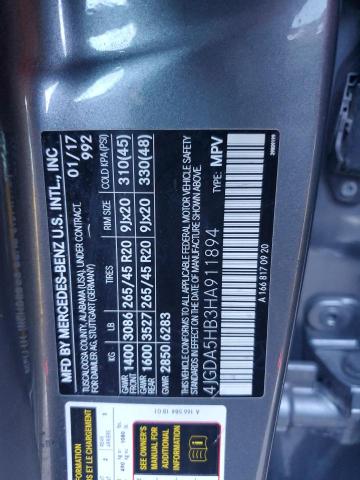 MFD BY MERCEDES-BENZ U.S. INTL., INC.
TUSCALOOSA COUNTY, ALABAMA (USA), UNDER CONTRACT. 01/17
FOR DAIMLER AG, STUTTGART (GERMANY) 992
KG LB TIRES RIM SIZE COLD KPA (PSI)
GAWR FRONT 1400 3086 265/45 R20 9Jx20 310(45)
GAWR (REAR) 1600 3527 265/45 R20 9Jx20 330(48)
GVWR 2850 6283
THIS VEHICLE CONFORMS TO ALL APPLICABLE FEDERAL MOTOR VEHICLE SAFETY
STANDARDS IN EFFECT ON THE DATE OF MANUFACTURE SHOWN ABOVE.
4JGDA5HB3HA911894 TYPE: MPV
A 166 817 09 20
A 166 584 18 01
SEE OWNER'S
MANUAL FOR
ADDITIONAL
INFORMATION